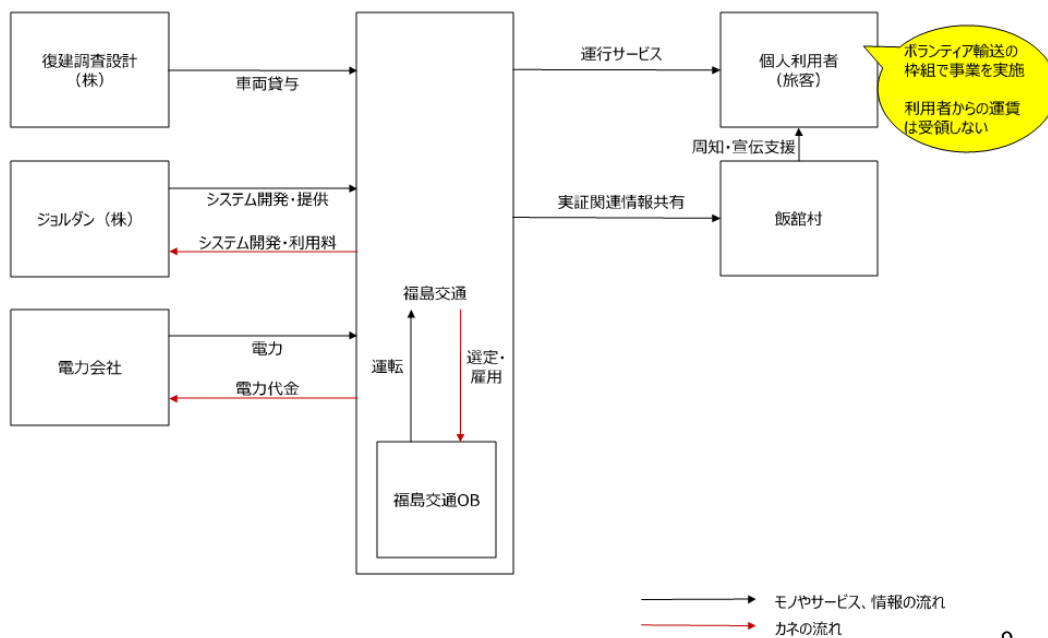 復建調査設計
(株)
車両貸与
運行サービス
個人利用者
(旅客)
ボランティア輸送の
枠組で事業を実施
利用者からの運賃
は受領しない
周知・宣伝支援
ジョルダン(株)
システム開発・提供
システム開発・利用料
実証関連情報共有
飯舘村
福島交通
電力会社
電力
電力代金
運転
選定・
雇用
福島交通OB
モノやサービス、情報の流れ
カネの流れ